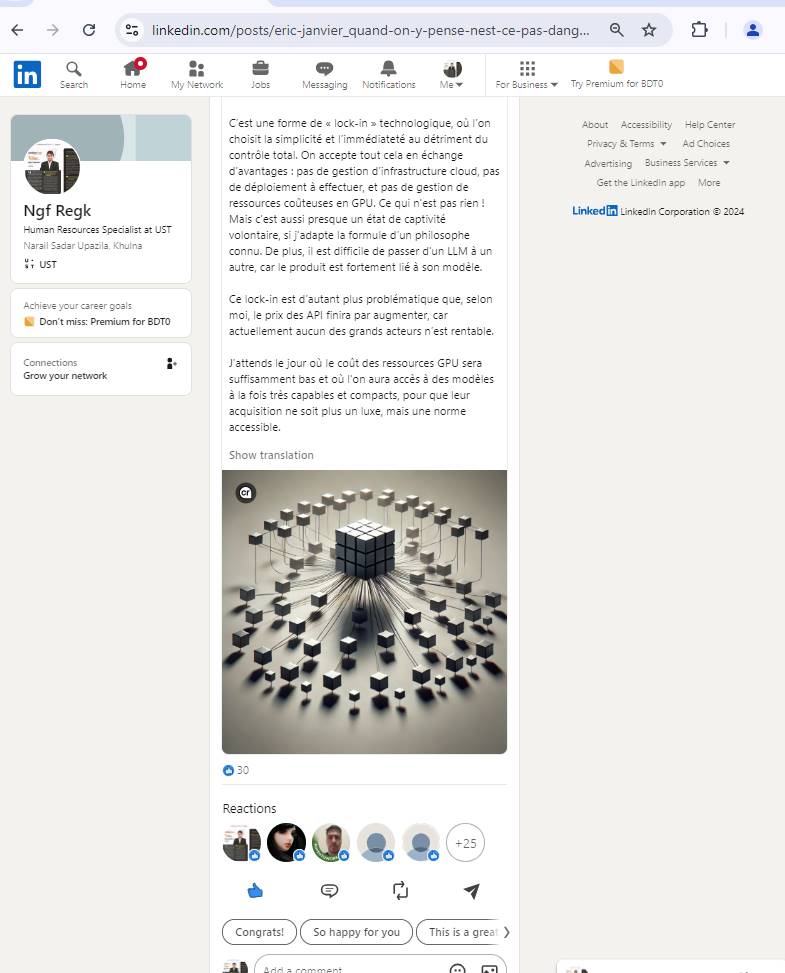 linkedin.com/posts/eric-janvier_quand-on-y-pense-nest-ce-pas-dang...
in
Search
Home
My Network
Jobs
Messaging
Notifications
Me
For Business
Try Premium for BDT0
Ngf Regk
Human Resources Specialist at UST
Narail Sadar Upazila, Khulna
UST
Achieve your career goals
Don't miss: Premium for BDT0
Connections
Grow your network
C'est une forme de « lock-in » technologique, où l'on
choisit la simplicité et l'immédiateté au détriment du
contrôle total. On accepte tout cela en échange
d'avantages : pas de gestion d'infrastructure cloud, pas
de déploiement à effectuer, et pas de gestion de
ressources coûteuses en GPU. Ce qui n'est pas rien !
Mais c'est aussi presque un état de captivité
volontaire, si j'adapte la formule d'un philosophe
connu. De plus, il est difficile de passer d'un LLM à un
autre, car le produit est fortement lié à son modèle.
Ce lock-in est d'autant plus problématique que, selon
moi, le prix des API finira par augmenter, car
actuellement aucun des grands acteurs n'est rentable.
J'attends le jour où le coût des ressources GPU sera
suffisamment bas et où l'on aura accès à des modèles
à la fois très capables et compacts, pour que leur
acquisition ne soit plus un luxe, mais une norme
accessible.
Show translation
cr
30
Reactions
+25
Congrats!
So happy for you
This is a great
Add a comment
About Accessibility Help Center
Privacy & Terms Ad Choices
Advertising Business Services
Get the LinkedIn app More
LinkedIn LinkedIn Corporation © 2024